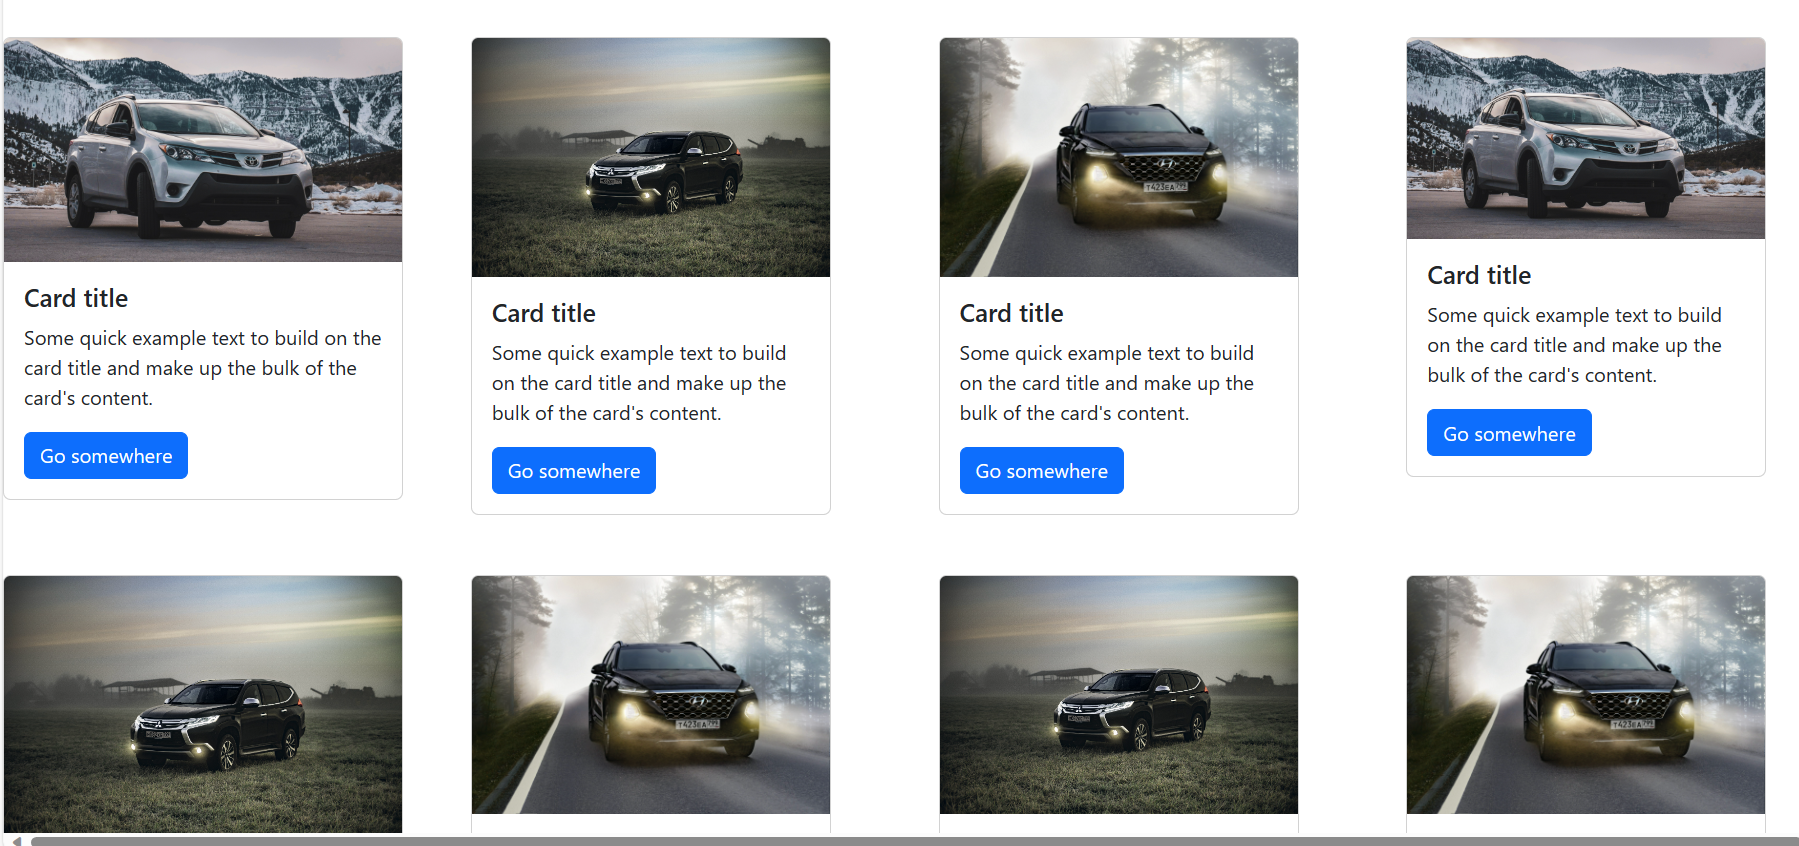 Card title
Some quick example text to build on the
card title and make up the bulk of the
card's content.
Go somewhere
Card title
Some quick example text to build
on the card title and make up the
bulk of the card's content.
Go somewhere
Card title
Some quick example text to build
on the card title and make up the
bulk of the card's content.
Go somewhere
Card title
Some quick example text to build
on the card title and make up the
bulk of the card's content.
Go somewhere
T423EA
T423EA
T423EA